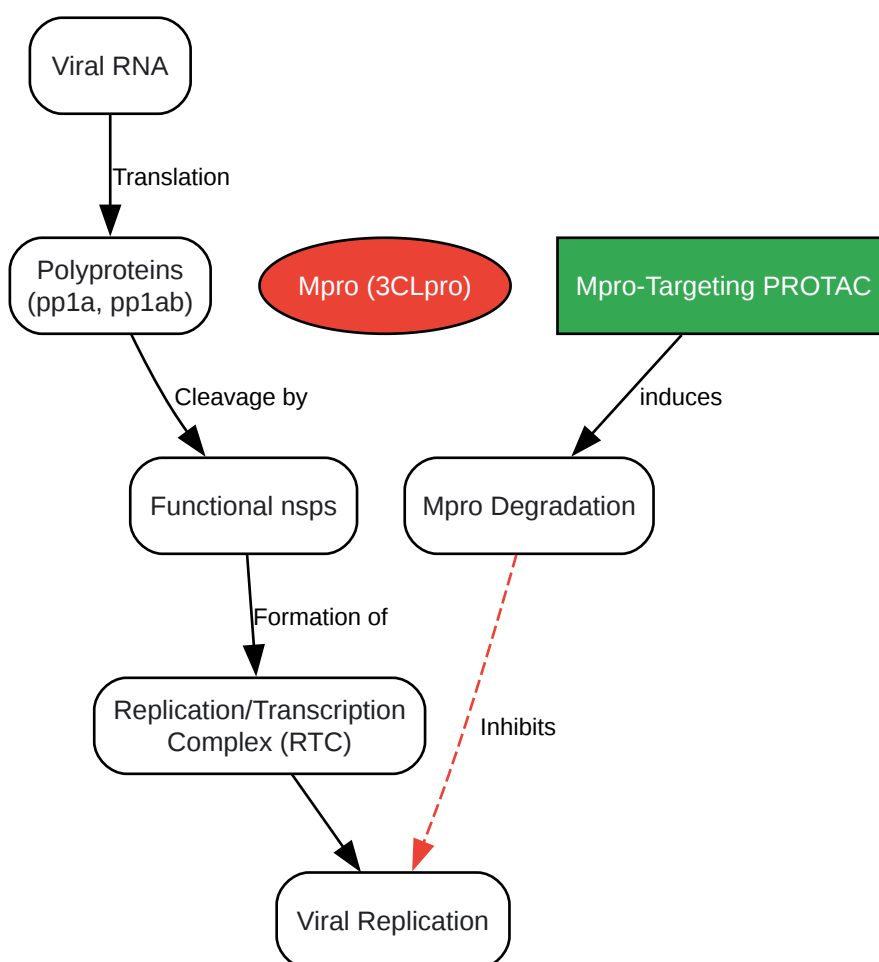 Viral RNA
Translation
Polyproteins
(pp1a, pp1ab)
Mpro (3CLpro)
Mpro-Targeting PROTAC
Cleavage by
induces
Functional nsps
Mpro Degradation
Formation of
Replication/Transcription
Complex (RTC)
Inhibits
Viral Replication